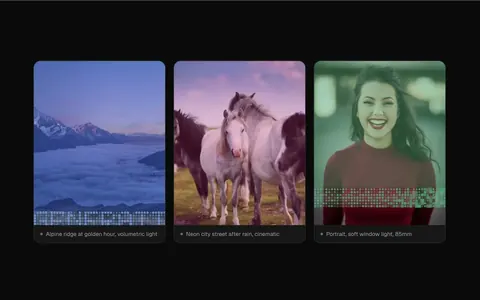 Alpine ridge at golden hour, volumetric light
Neon city street after rain, cinematic
Portrait, soft window light, 85mm